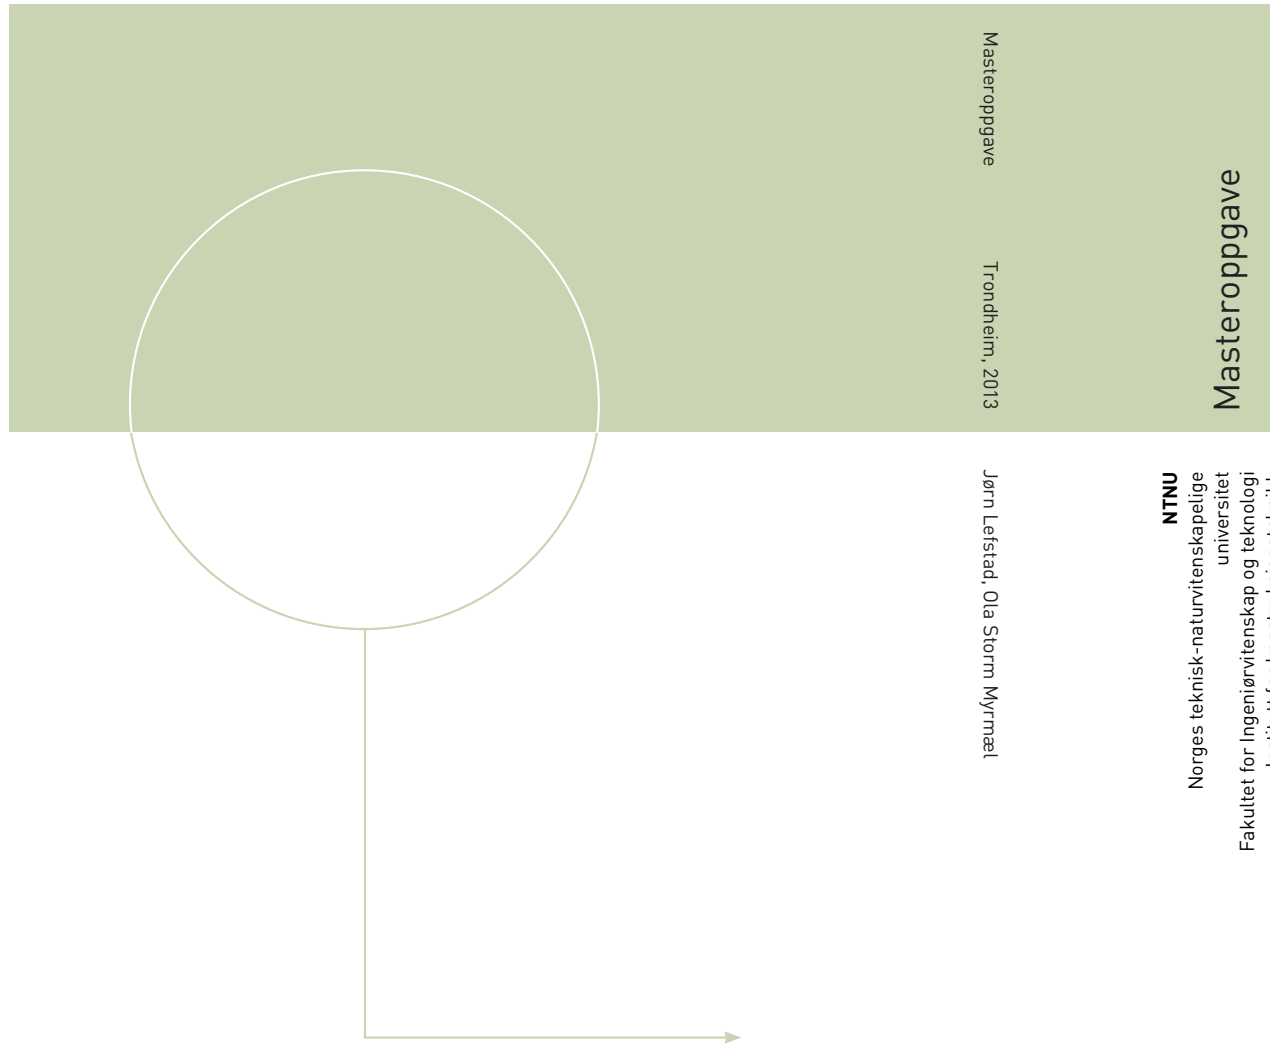 Masteroppgave
Trondheim, 2013
Jørn Lefstad, Ola Storm Myrmæl
Masteroppgave
NTNU
Norges teknisk-naturvitenskapelige
universitet
Fakultet for Ingeniørvitenskap og teknologi